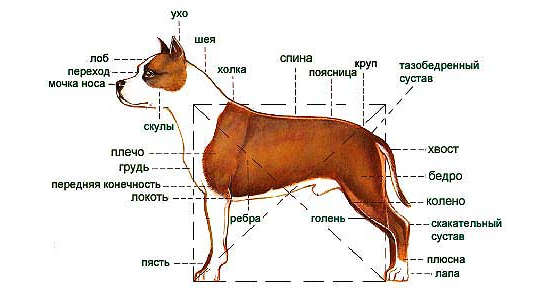 ухо
шея
лоб
переход
мочка носа
холка
спина
поясница
круп
тазобедренный
сустав
скулы
плечо
грудь
передняя конечность
локоть
хвост
бедро
колено
ребра
голень
скакательный
сустав
пясть
плюсна
лапа